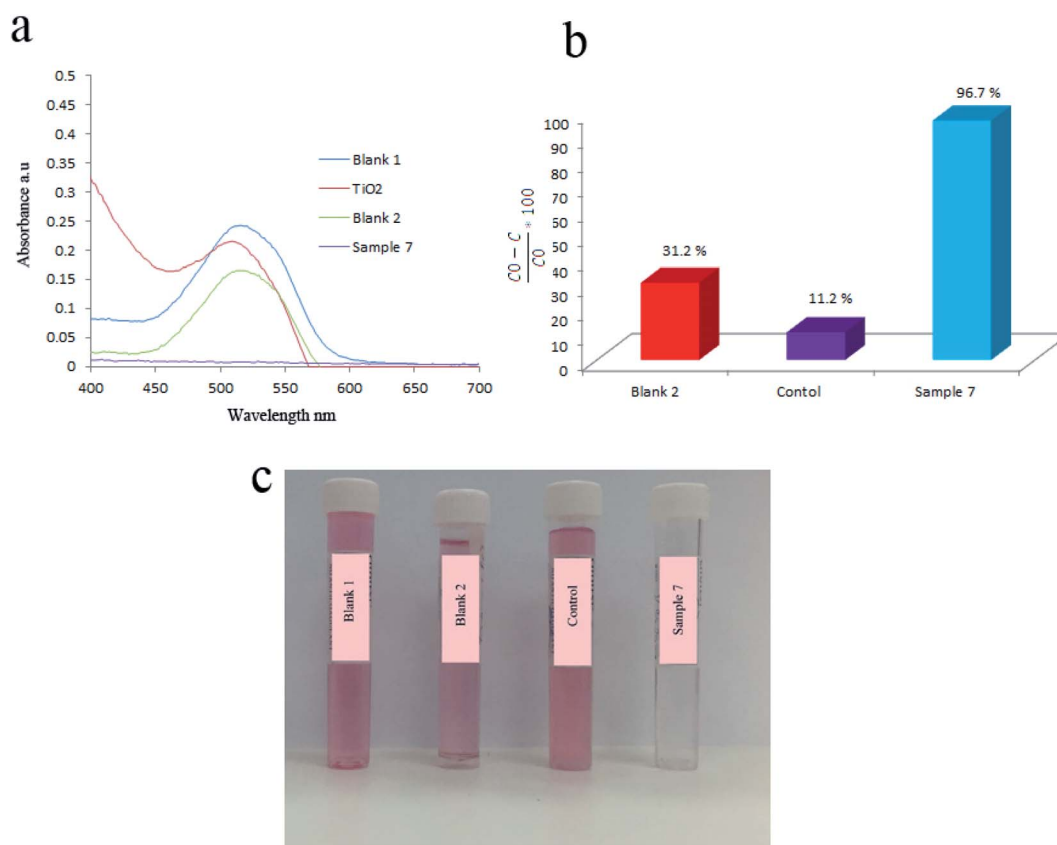 a
0.5
0.45
0.4
0.35
0.3
0.25
0.2
0.15
0.1
0.05
0
400 450 500 550 600 650 700
Absorbance a.u
Wavelength nm
Blank 1
TiO2
Blank 2
Sample 7
b
100
90
80
70
60
50
40
30
20
10
0
C0 − C
C0
* 100
31.2 %
11.2 %
96.7 %
Blank 2 Contol Sample 7
c
Blank 1
Blank 2
Control
Sample 7